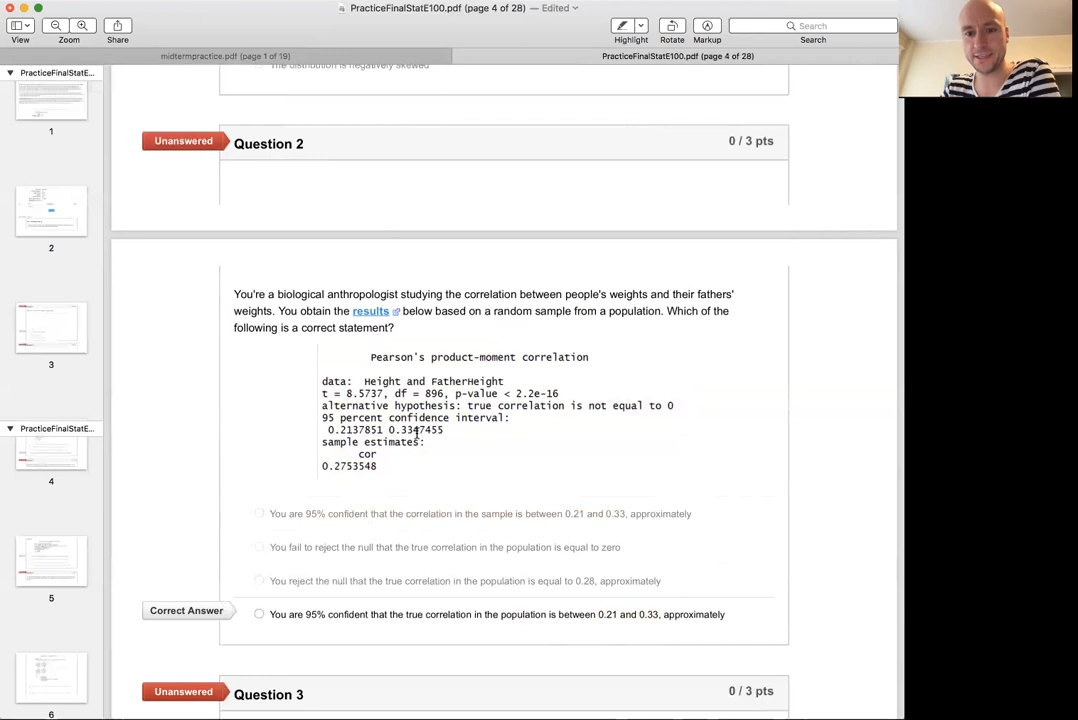 PracticeFinalStatE100.pdf (page 4 of 28) — Edited
View
Zoom
Share
Highlight
Rotate
Markup
Search
Search
midtermpractice.pdf (page 1 of 19)
PracticeFinalStatE100.pdf (page 4 of 28)
PracticeFinalStatE...
1
2
3
PracticeFinalStatE...
4
5
6
The distribution is negatively skewed
Unanswered
Question 2
0 / 3 pts
You're a biological anthropologist studying the correlation between people's weights and their fathers'
weights. You obtain the results below based on a random sample from a population. Which of the
following is a correct statement?
Pearson's product-moment correlation
data: Height and FatherHeight
t = 8.5737, df = 896, p-value < 2.2e-16
alternative hypothesis: true correlation is not equal to 0
95 percent confidence interval:
0.2137851 0.3347455
sample estimates:
cor
0.2753548
You are 95% confident that the correlation in the sample is between 0.21 and 0.33, approximately
You fail to reject the null that the true correlation in the population is equal to zero
You reject the null that the true correlation in the population is equal to 0.28, approximately
Correct Answer
You are 95% confident that the true correlation in the population is between 0.21 and 0.33, approximately
Unanswered
Question 3
0 / 3 pts